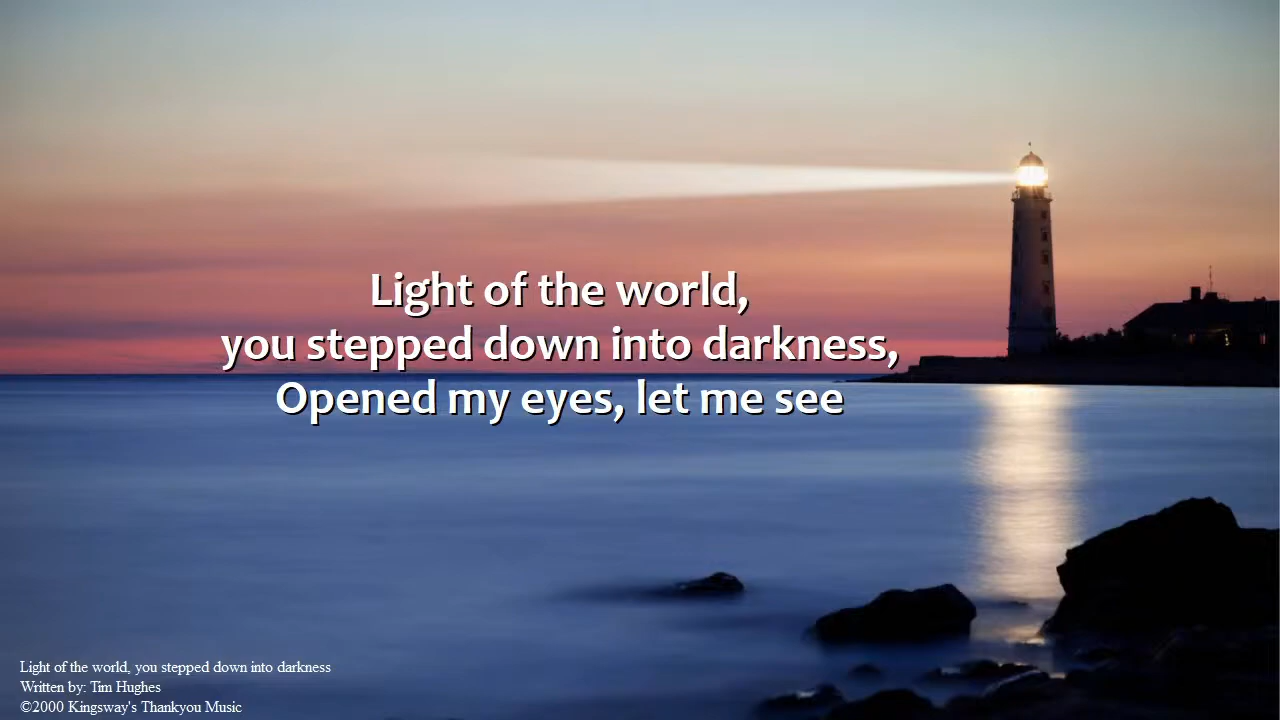 Light of the world,
you stepped down into darkness,
Opened my eyes, let me see
Light of the world, you stepped down into darkness
Written by: Tim Hughes
©2000 Kingsway's Thankyou Music